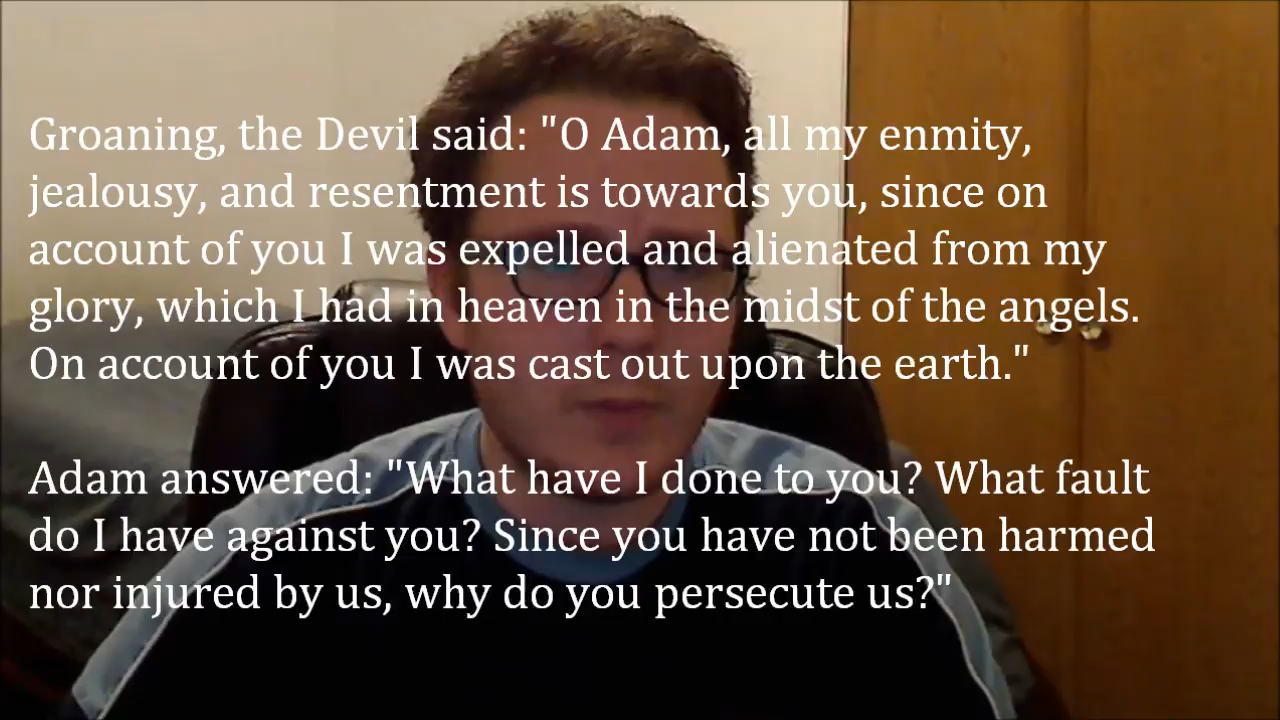 Groaning, the Devil said: "O Adam, all my enmity,
jealousy, and resentment is towards you, since on
account of you I was expelled and alienated from my
glory, which I had in heaven in the midst of the angels.
On account of you I was cast out upon the earth."
Adam answered: "What have I done to you? What fault
do I have against you? Since you have not been harmed
nor injured by us, why do you persecute us?"